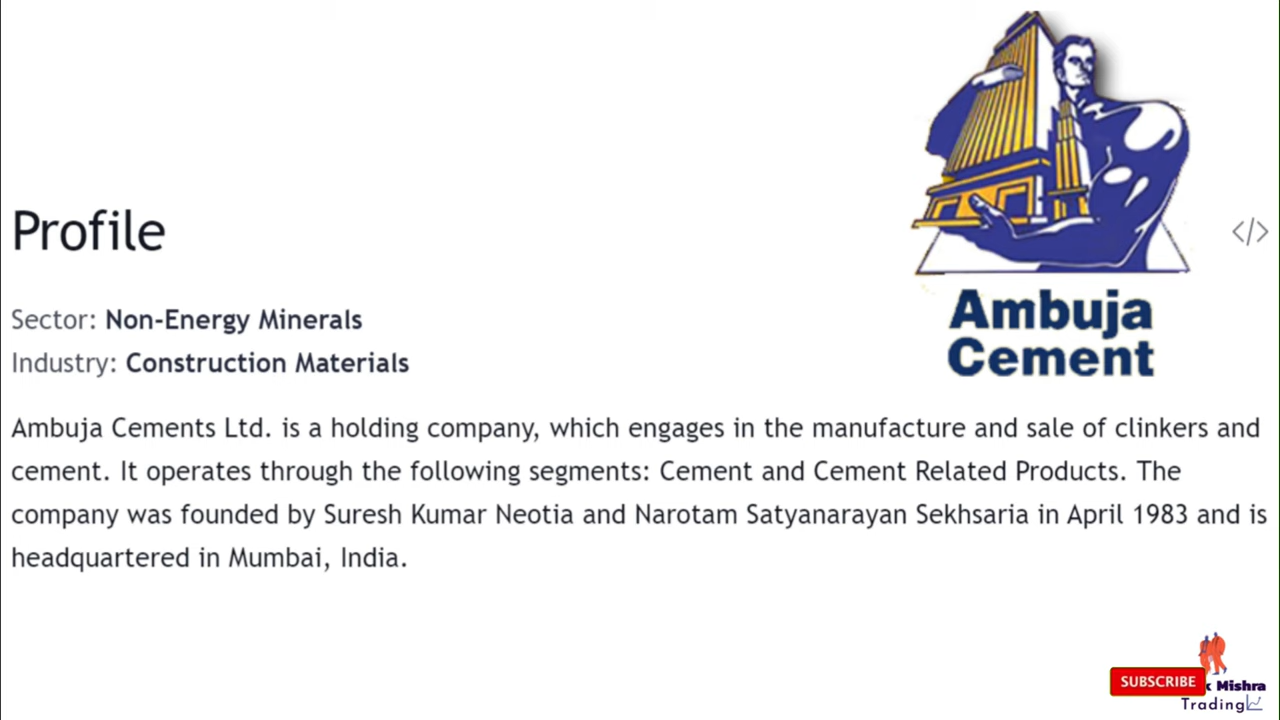 Ambuja
Cement
Profile
</>
Sector: Non-Energy Minerals
Industry: Construction Materials
Ambuja Cements Ltd. is a holding company, which engages in the manufacture and sale of clinkers and
cement. It operates through the following segments: Cement and Cement Related Products. The
company was founded by Suresh Kumar Neotia and Narotam Satyanarayan Sekhsaria in April 1983 and is
headquartered in Mumbai, India.
SUBSCRIBE
Mishra
Trading